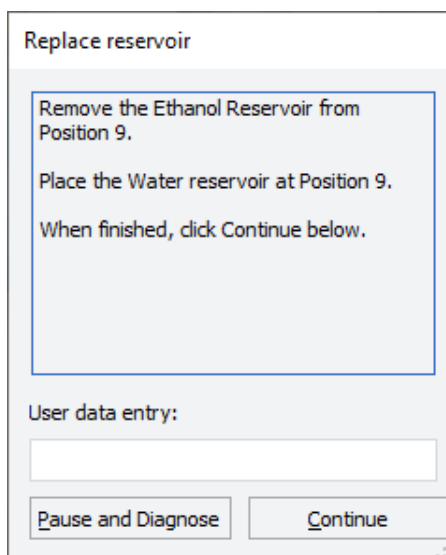 Replace reservoir
Remove the Ethanol Reservoir from
Position 9.
Place the Water reservoir at Position 9.
When finished, click Continue below.
User data entry:
Pause and Diagnose
Continue